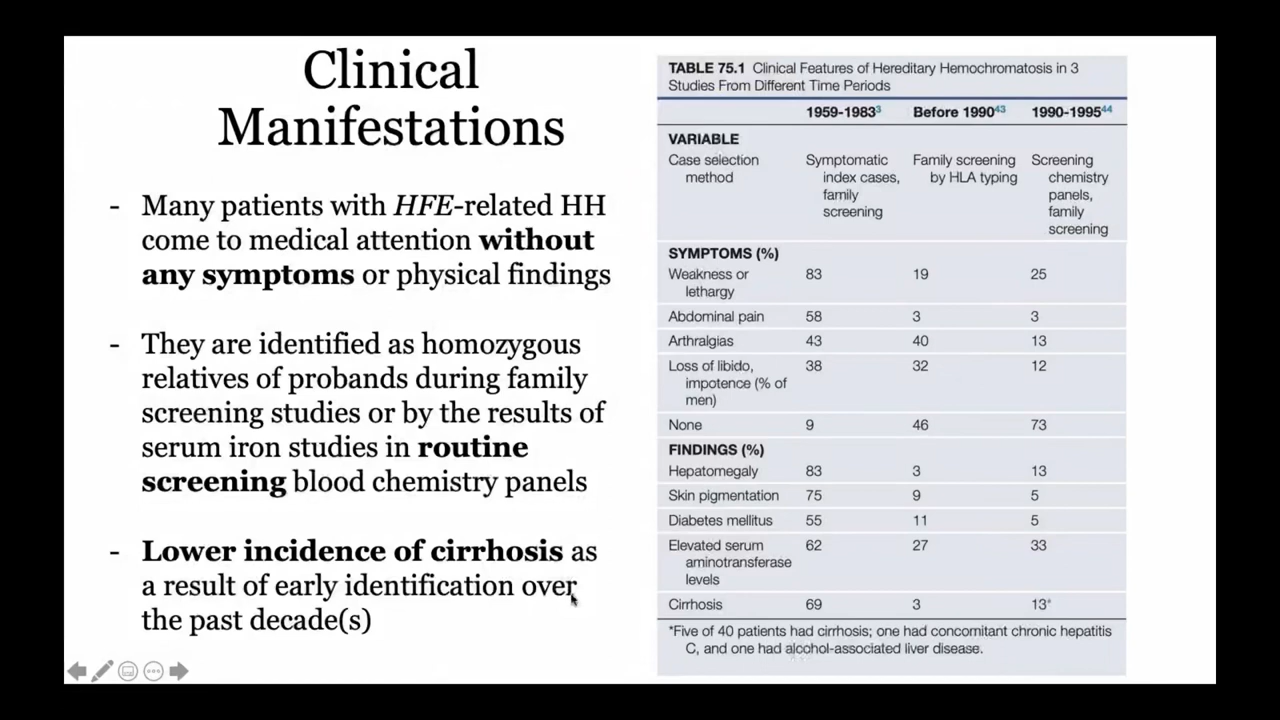 Clinical
Manifestations
- Many patients with HFE-related HH
come to medical attention without
any symptoms or physical findings
- They are identified as homozygous
relatives of probands during family
screening studies or by the results of
serum iron studies in routine
screening blood chemistry panels
- Lower incidence of cirrhosis as
a result of early identification over
the past decade(s)
TABLE 75.1 Clinical Features of Hereditary Hemochromatosis in 3
Studies From Different Time Periods
1959-1983³ Before 1990⁴³ 1990-1995⁴⁴
VARIABLE
Case selection Symptomatic Family screening Screening
method index cases, by HLA typing chemistry
family panels,
screening family
screening
SYMPTOMS (%)
Weakness or 83 19 25
lethargy
Abdominal pain 58 3 3
Arthralgias 43 40 13
Loss of libido, 38 32 12
impotence (% of
men)
None 9 46 73
FINDINGS (%)
Hepatomegaly 83 3 13
Skin pigmentation 75 9 5
Diabetes mellitus 55 11 5
Elevated serum 62 27 33
aminotransferase
levels
Cirrhosis 69 3 13*
*Five of 40 patients had cirrhosis; one had concomitant chronic hepatitis
C, and one had alcohol-associated liver disease.